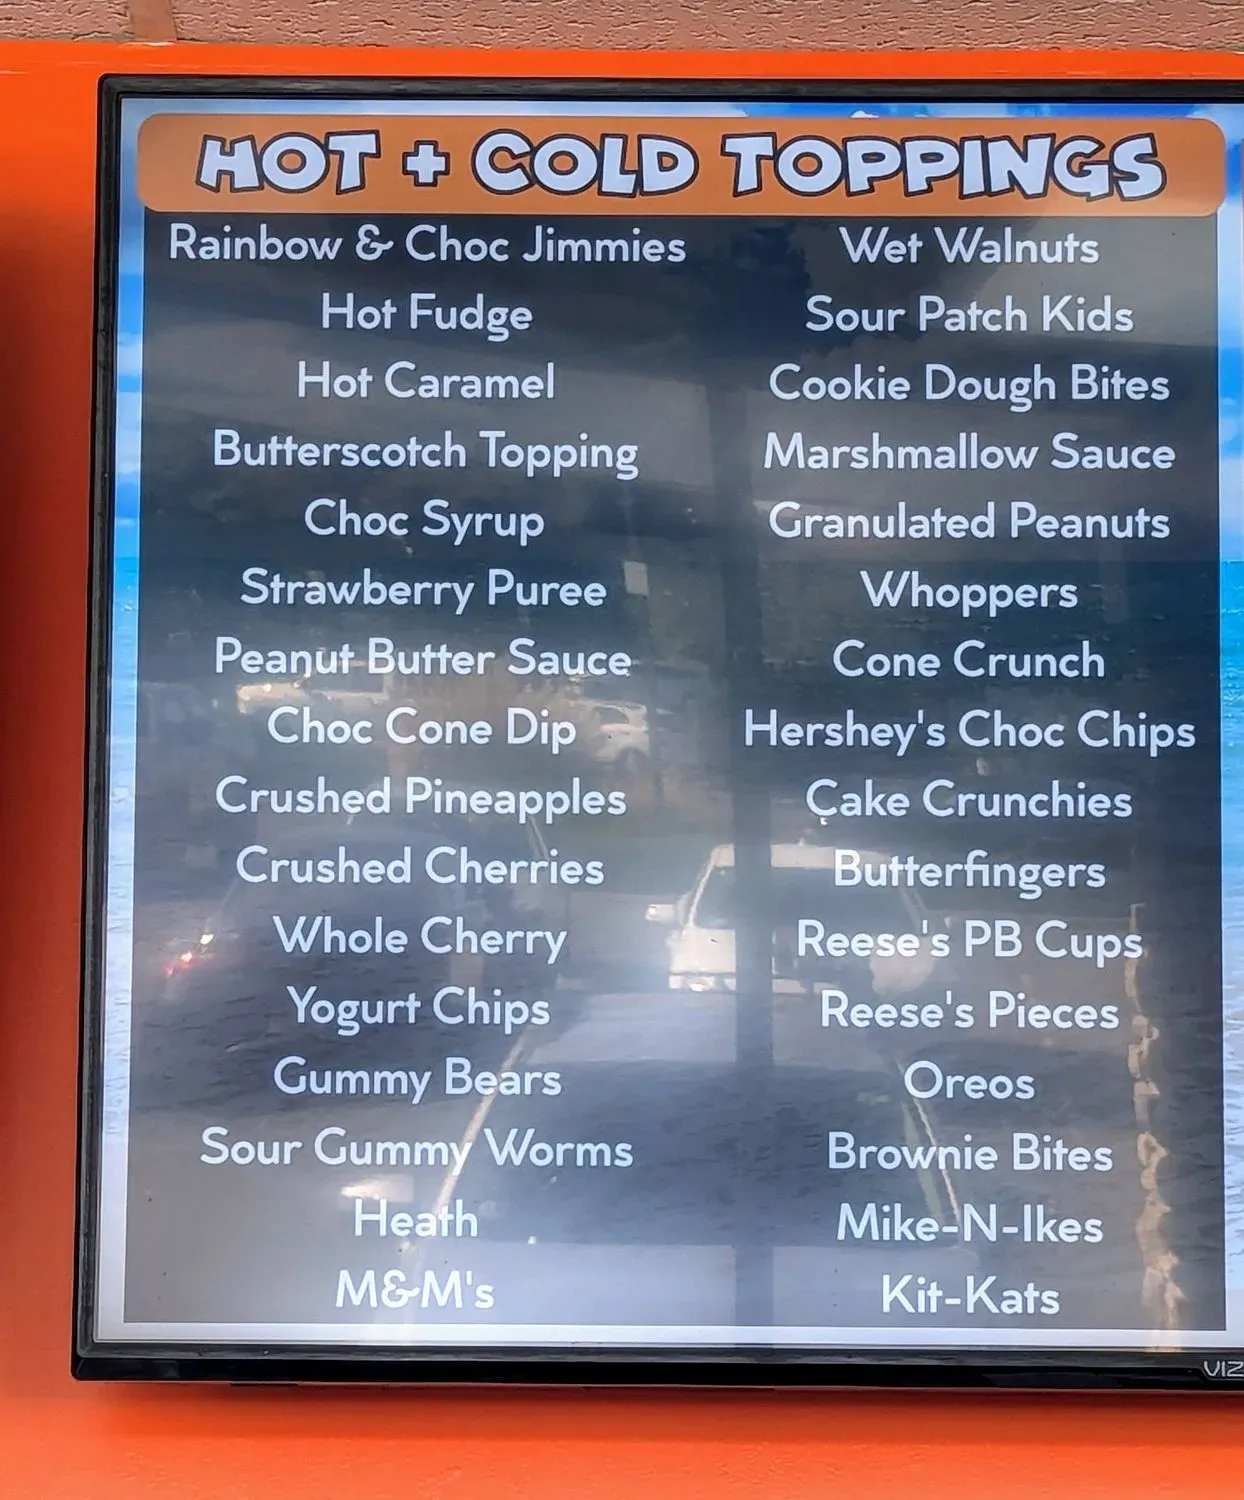 HOT + COLD TOPPINGS
Rainbow & Choc Jimmies
Hot Fudge
Hot Caramel
Butterscotch Topping
Choc Syrup
Strawberry Puree
Peanut Butter Sauce
Choc Cone Dip
Crushed Pineapples
Crushed Cherries
Whole Cherry
Yogurt Chips
Gummy Bears
Sour Gummy Worms
Heath
M&M's
Wet Walnuts
Sour Patch Kids
Cookie Dough Bites
Marshmallow Sauce
Granulated Peanuts
Whoppers
Cone Crunch
Hershey's Choc Chips
Cake Crunchies
Butterfingers
Reese's PB Cups
Reese's Pieces
Oreos
Brownie Bites
Mike-N-Ikes
Kit-Kats
VIZ